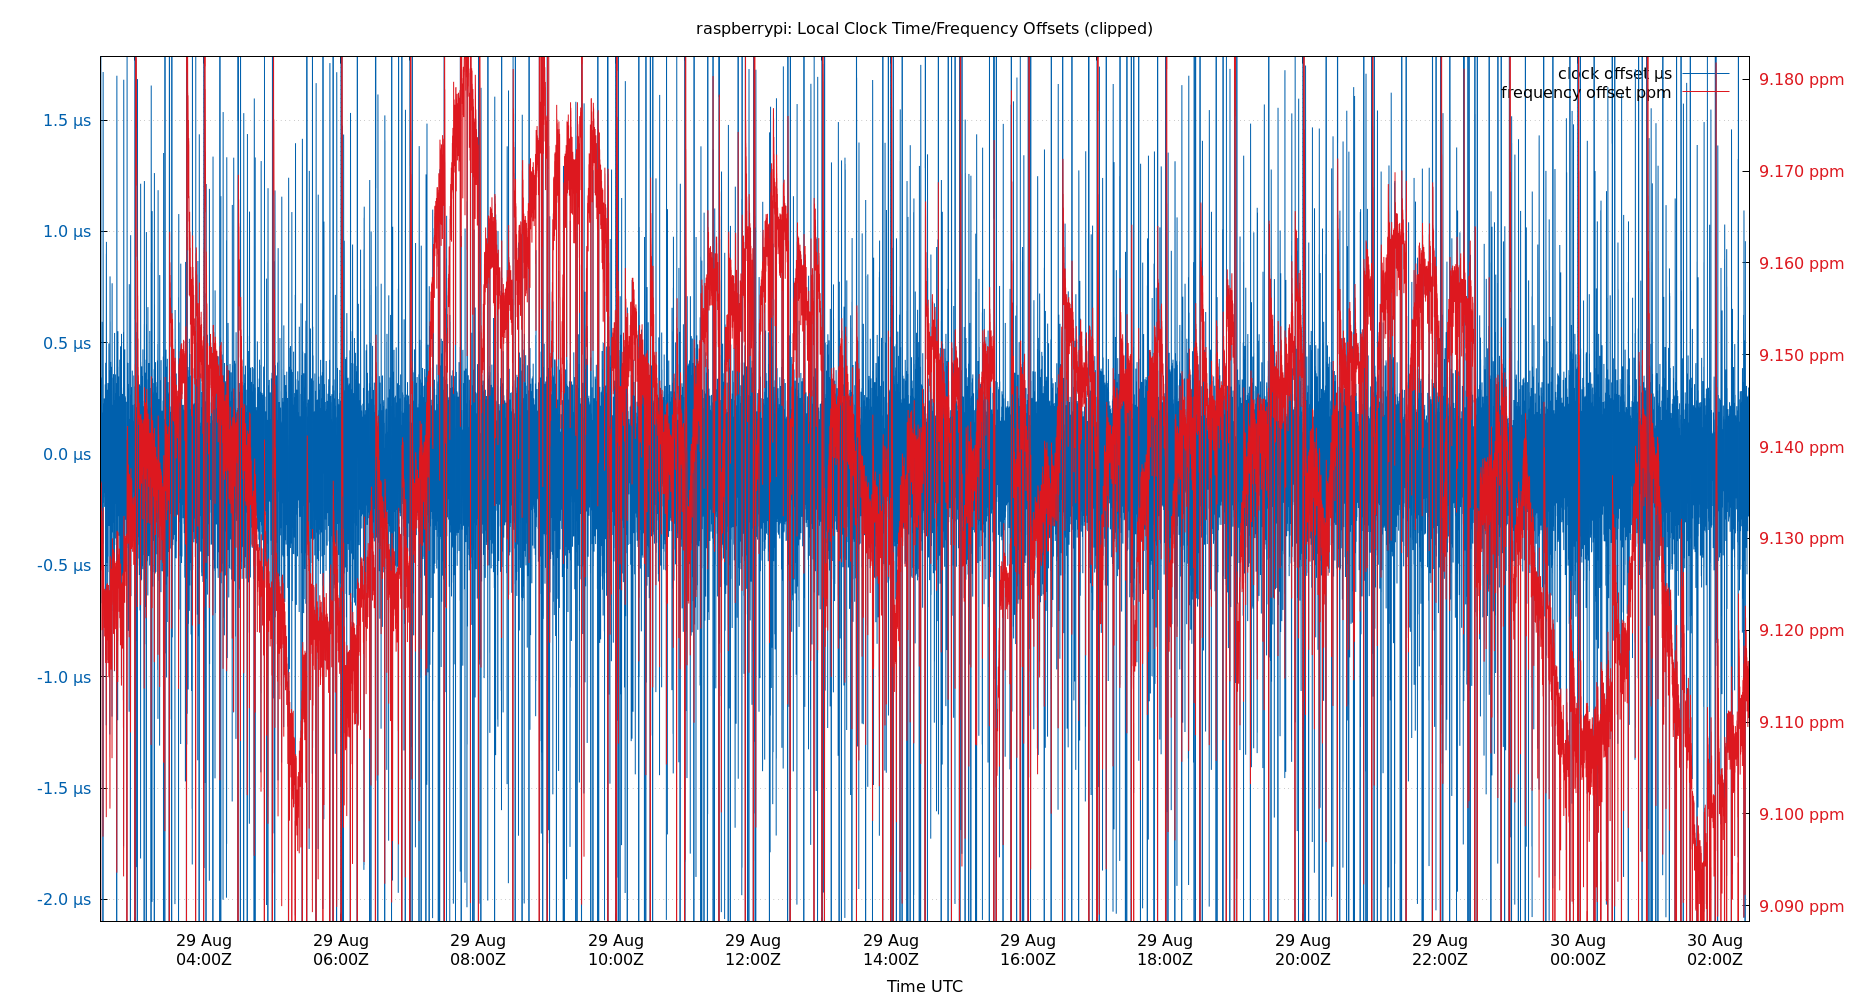 raspberrypi: Local Clock Time/Frequency Offsets (clipped)
clock offset µs
frequency offset ppm
1.5 µs
1.0 µs
0.5 µs
0.0 µs
-0.5 µs
-1.0 µs
-1.5 µs
-2.0 µs
9.180 ppm
9.170 ppm
9.160 ppm
9.150 ppm
9.140 ppm
9.130 ppm
9.120 ppm
9.110 ppm
9.100 ppm
9.090 ppm
29 Aug 29 Aug 29 Aug 29 Aug 29 Aug 29 Aug 29 Aug 29 Aug 29 Aug 29 Aug 30 Aug 30 Aug
04:00Z 06:00Z 08:00Z 10:00Z 12:00Z 14:00Z 16:00Z 18:00Z 20:00Z 22:00Z 00:00Z 02:00Z
Time UTC